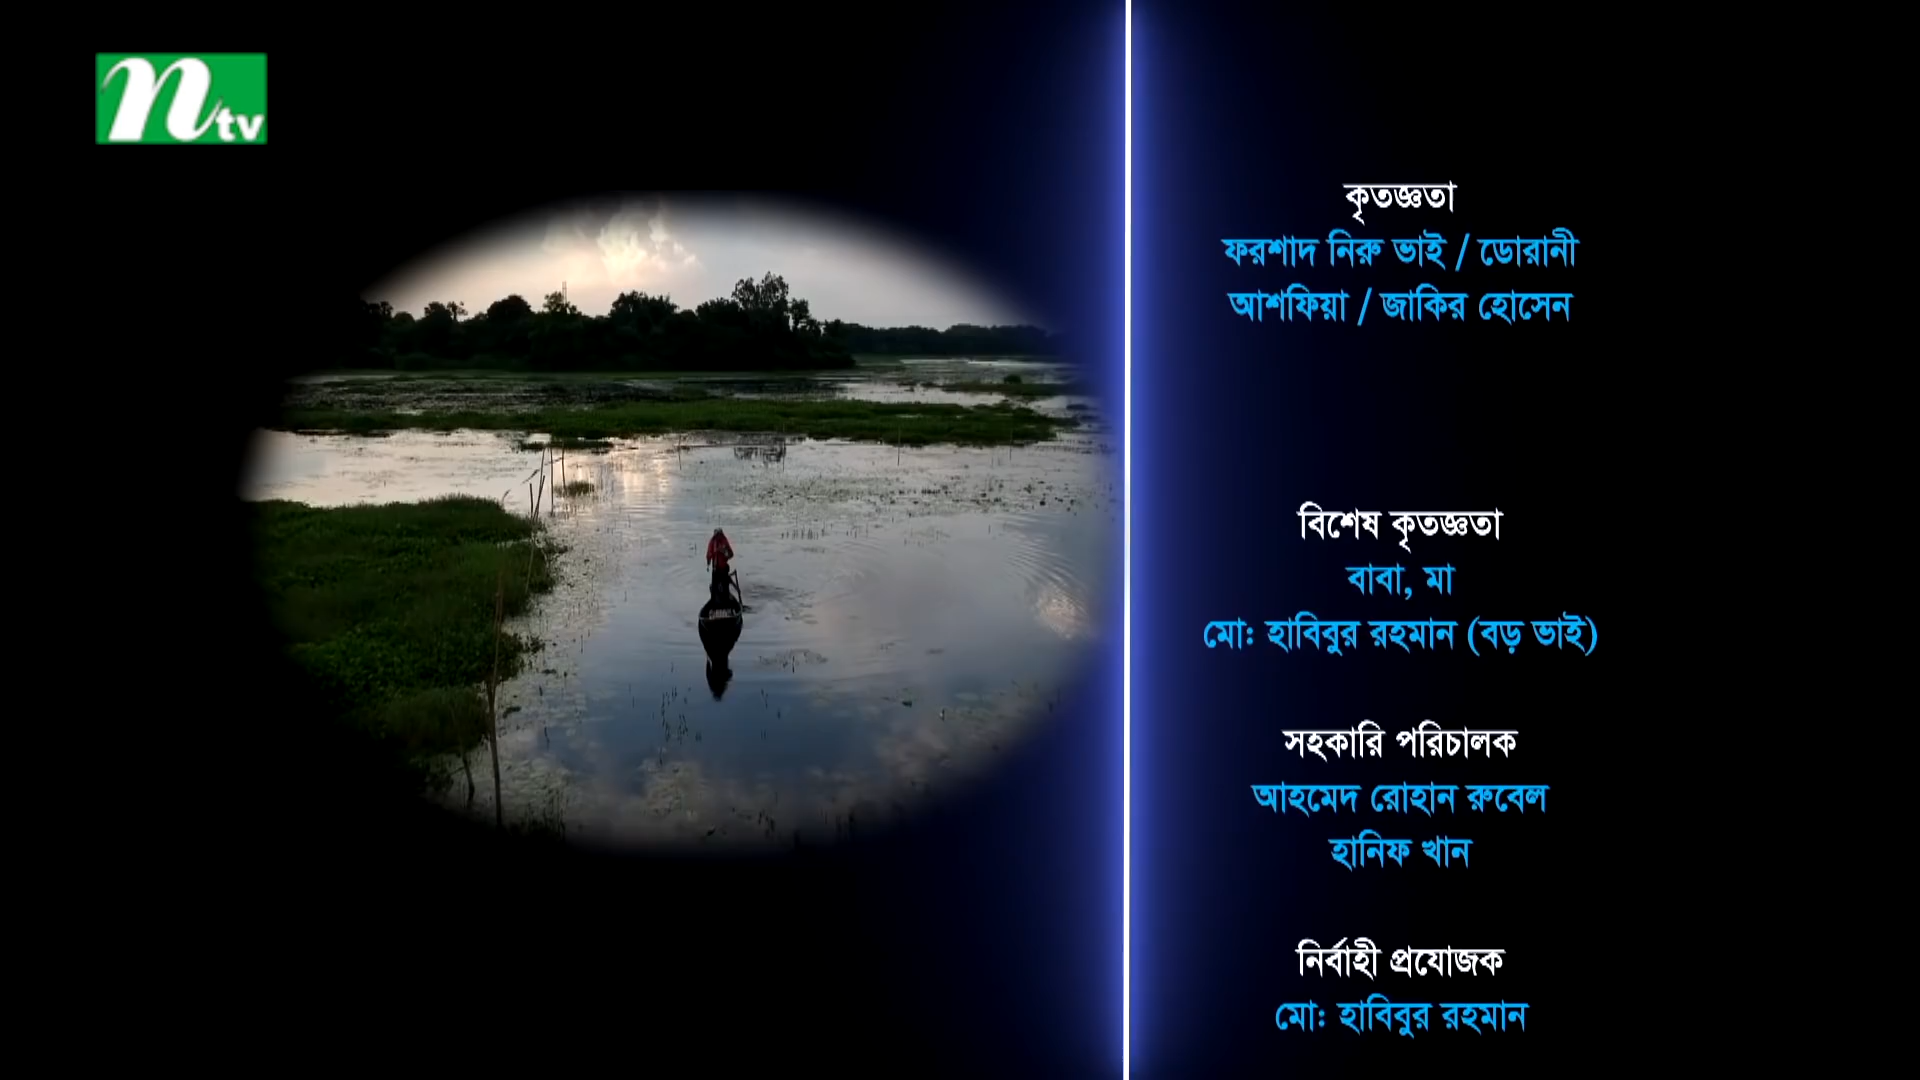 ntv
কৃতজ্ঞতা
ফরশাদ নিরু ভাই / ডোরানী
আশফিয়া / জাকির হোসেন
বিশেষ কৃতজ্ঞতা
বাবা, মা
মো: হাবিবুর রহমান (বড় ভাই)
সহকারি পরিচালক
আহমেদ রোহান রুবেল
হানিফ খান
নির্বাহী প্রযোজক
মো: হাবিবুর রহমান